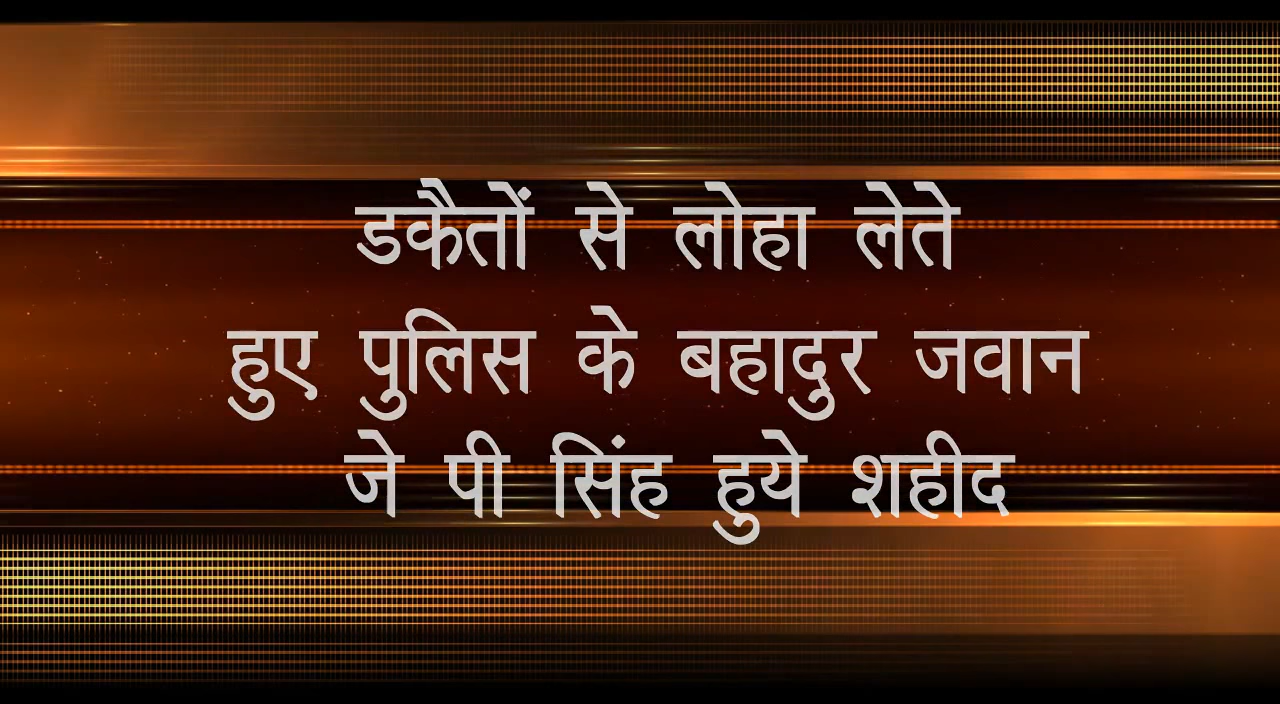 डकैतों से लोहा लेते
हुए पुलिस के बहादुर जवान
जे पी सिंह हुये शहीद